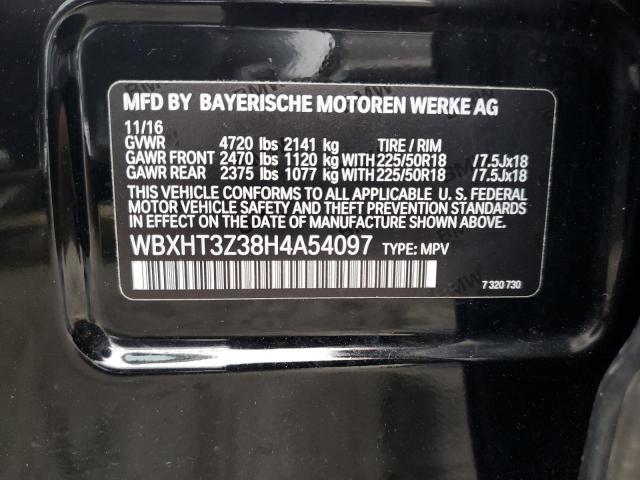 MFD BY BAYERISCHE MOTOREN WERKE AG
11/16
GVWR 4720 lbs 2141 kg TIRE / RIM
GAWR FRONT 2470 lbs 1120 kg WITH 225/50R18 /7.5Jx18
GAWR REAR 2375 lbs 1077 kg WITH 225/50R18 /7.5Jx18
THIS VEHICLE CONFORMS TO ALL APPLICABLE U. S. FEDERAL
MOTOR VEHICLE SAFETY AND THEFT PREVENTION STANDARDS
IN EFFECT ON THE DATE OF MANUFACTURE SHOWN ABOVE.
WBXHT3Z38H4A54097 TYPE: MPV
7 320 730